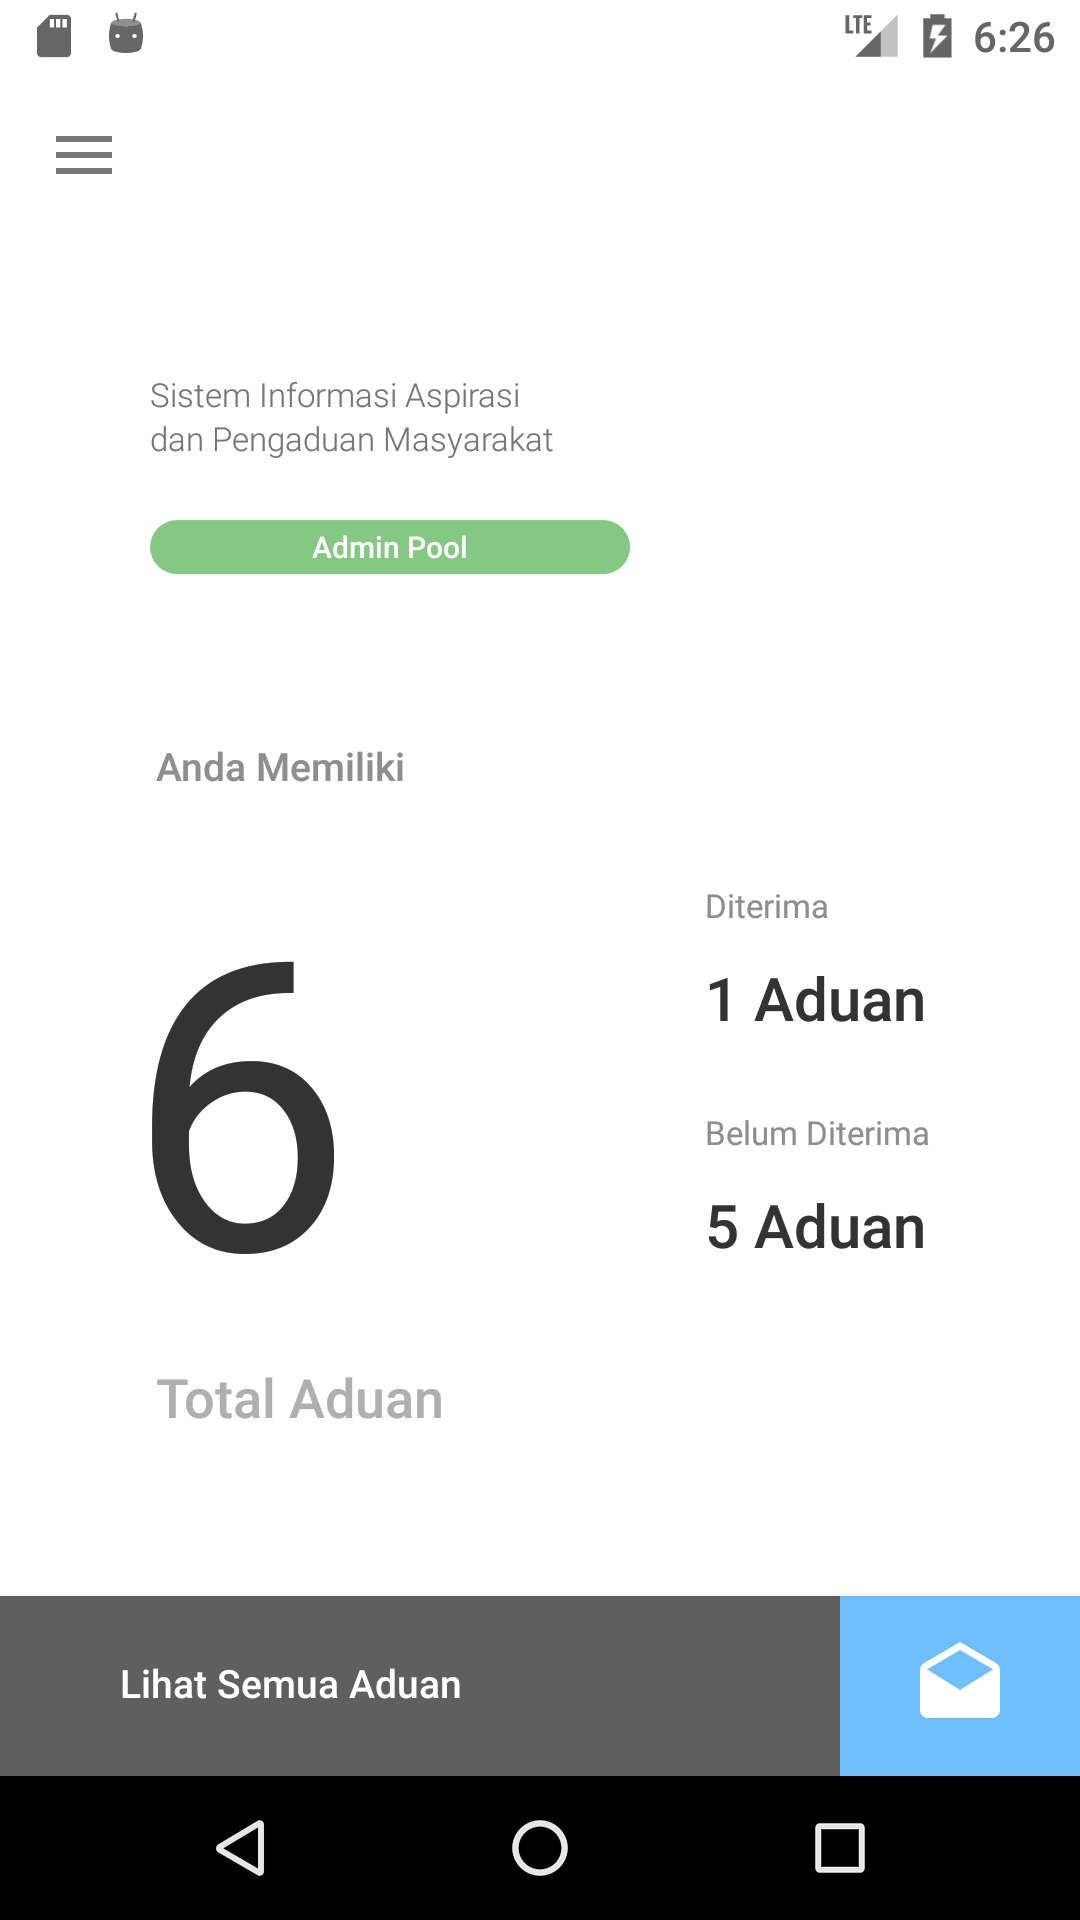 LTE 6:26
Sistem Informasi Aspirasi
dan Pengaduan Masyarakat
Admin Pool
Anda Memiliki
6
Total Aduan
Diterima
1 Aduan
Belum Diterima
5 Aduan
Lihat Semua Aduan